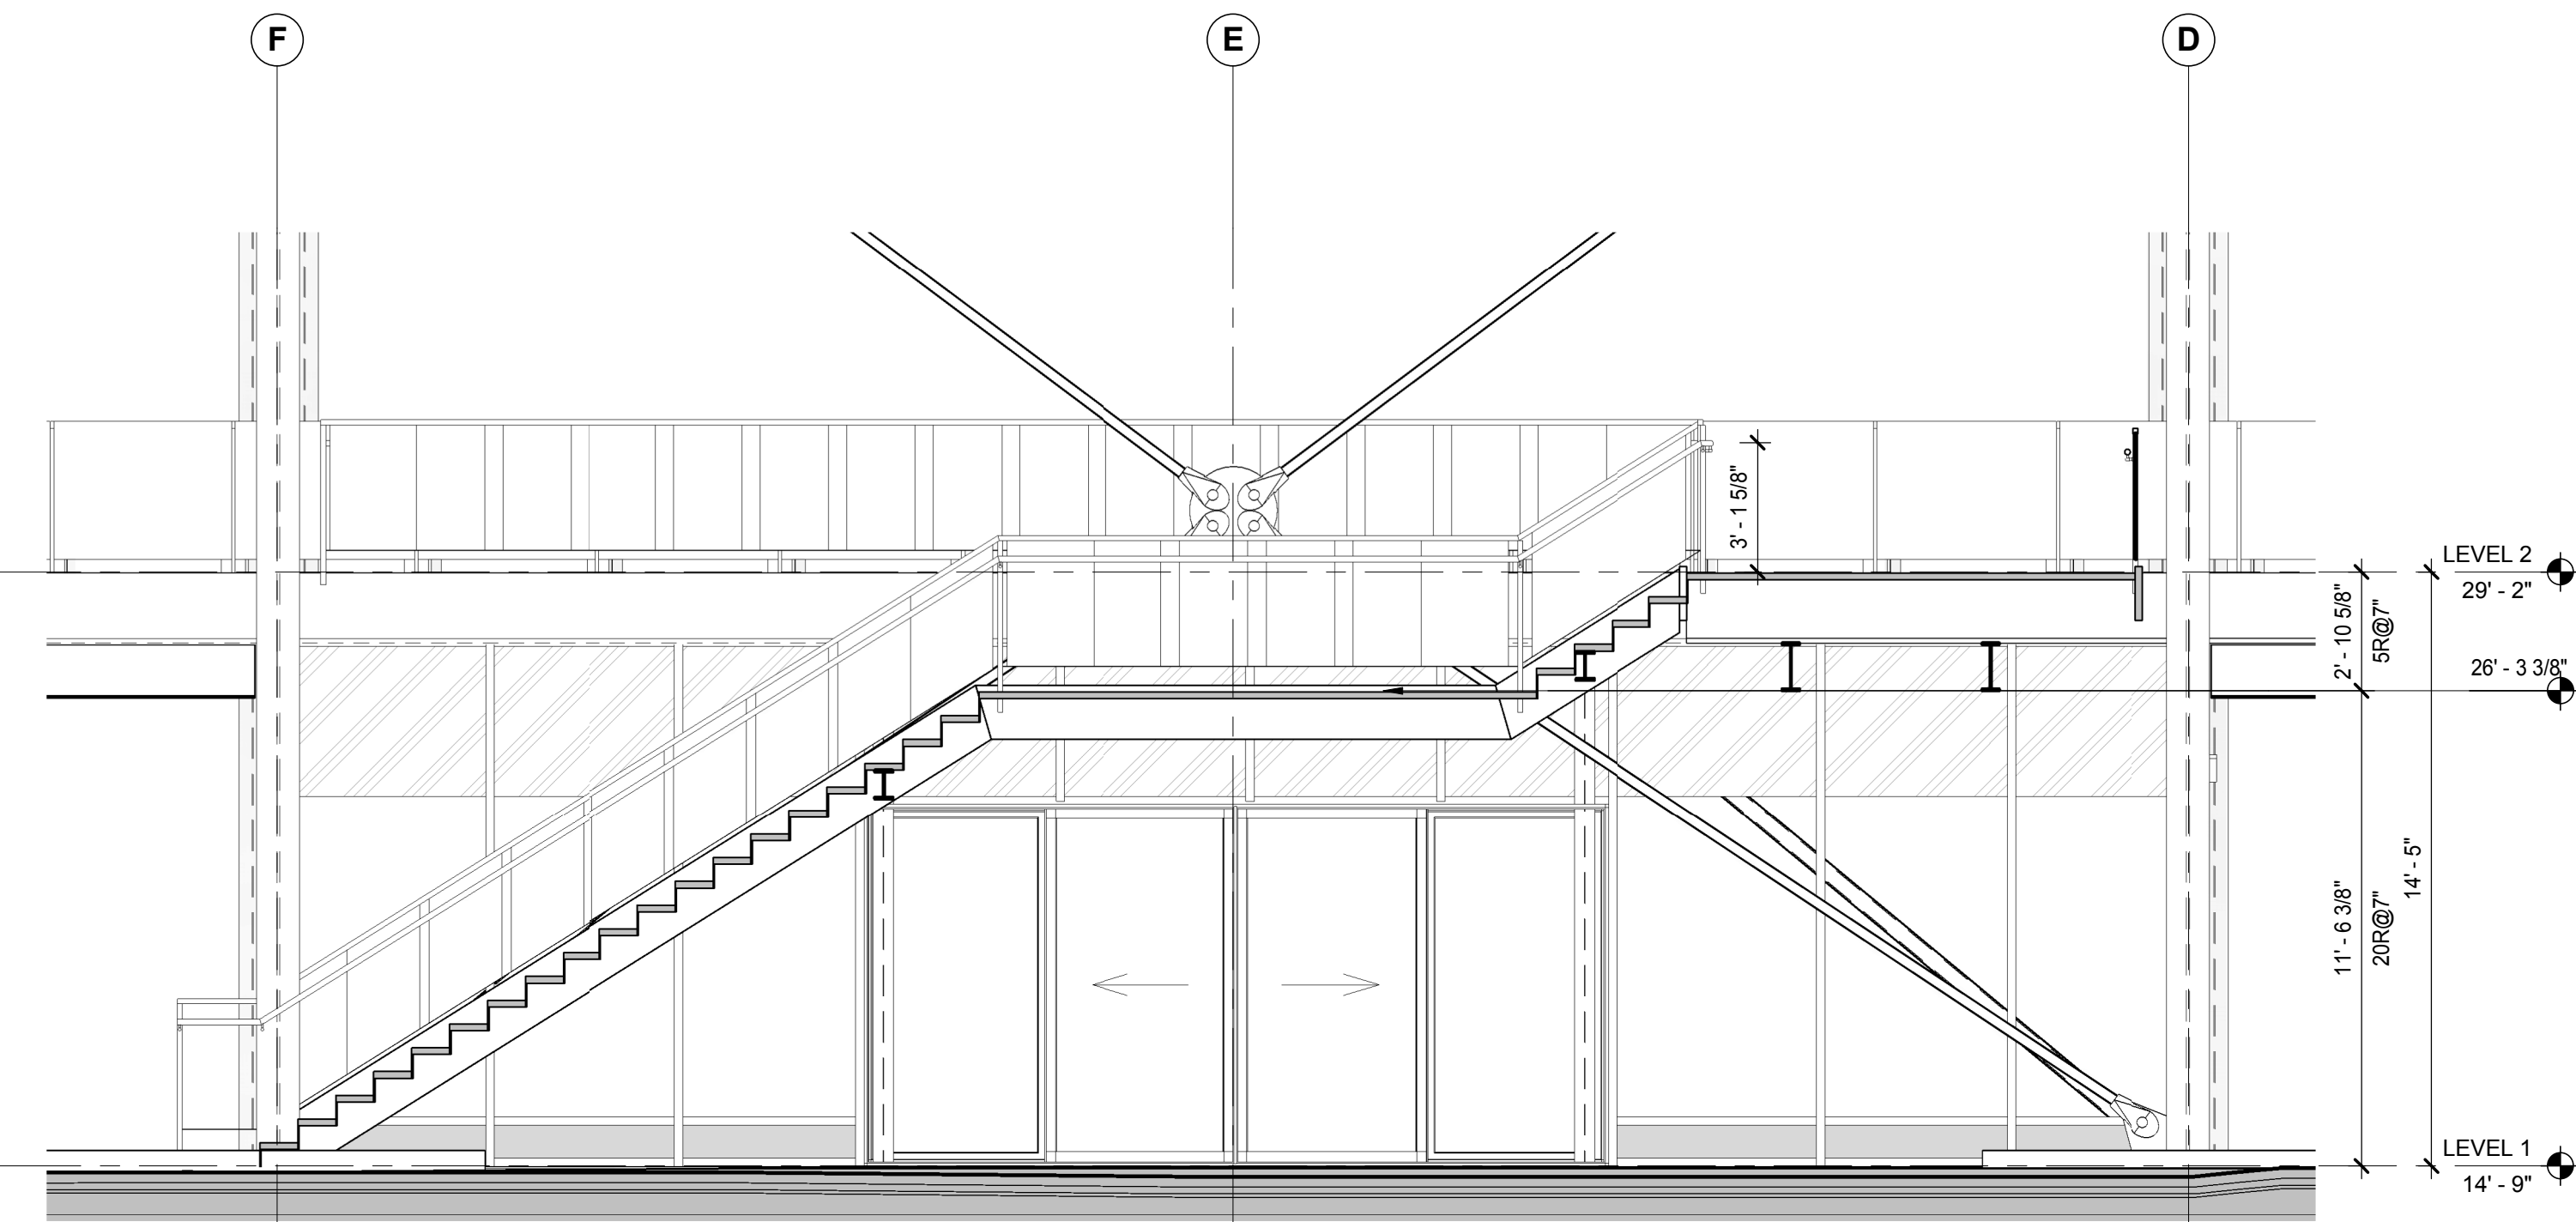 F
E
D
3' - 1 5/8"
LEVEL 2
29' - 2"
2' - 10 5/8"
5R@7"
26' - 3 3/8"
14' - 5"
11' - 6 3/8"
20R@7"
LEVEL 1
14' - 9"